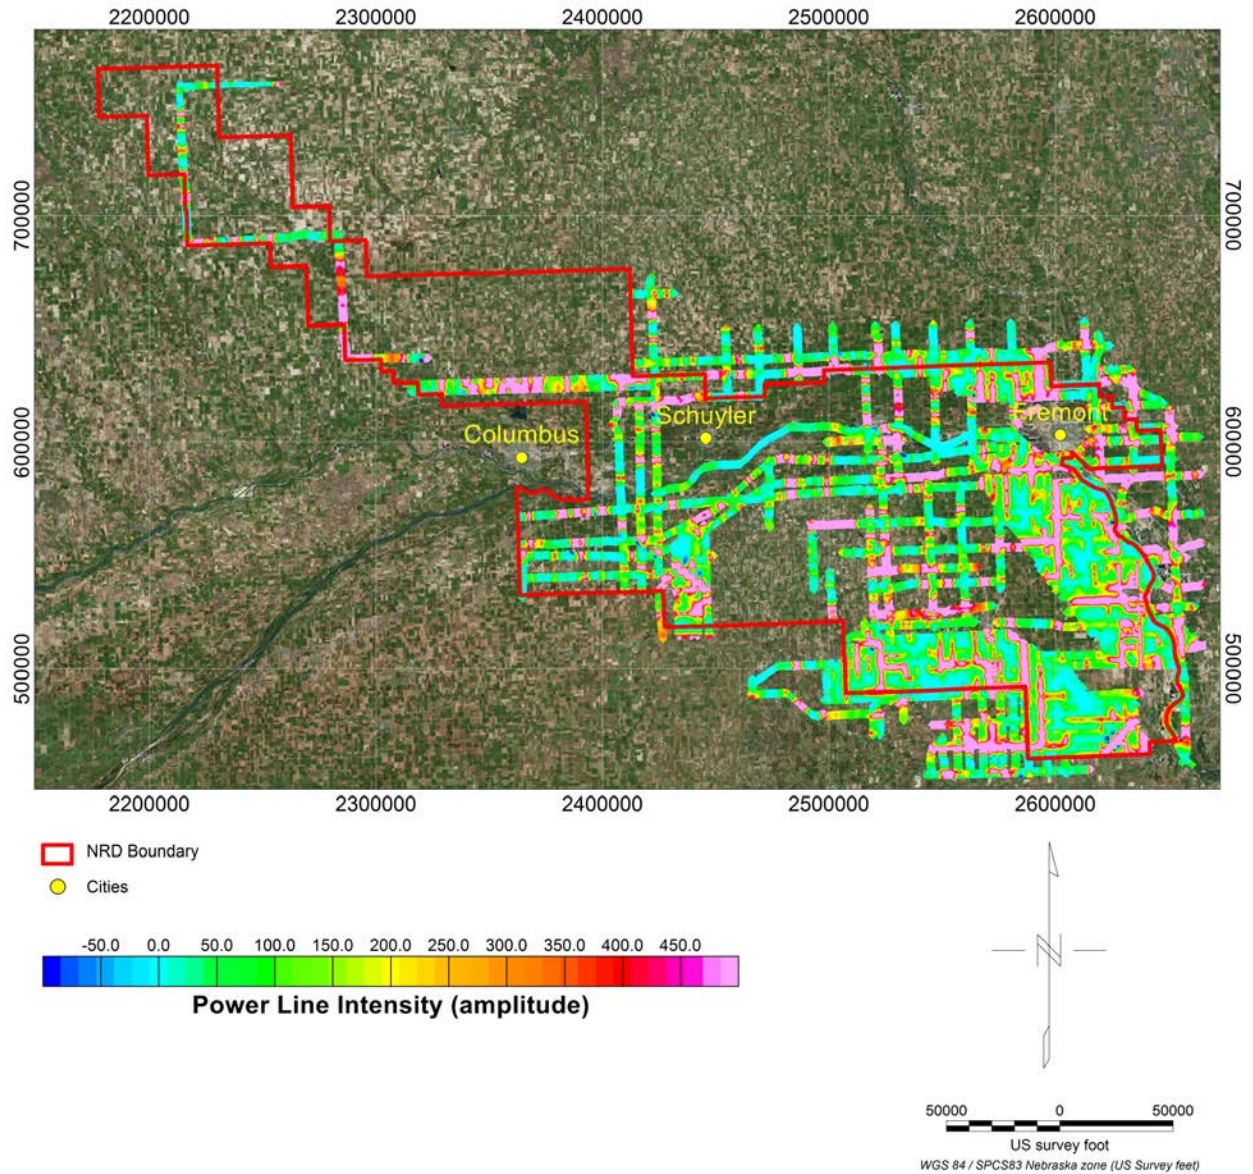 2200000 2300000 2400000 2500000 2600000
700000 700000
600000 600000
500000 500000
Columbus
Schuyler
Fremont
2200000 2300000 2400000 2500000 2600000
NRD Boundary
Cities
-50.0 0.0 50.0 100.0 150.0 200.0 250.0 300.0 350.0 400.0 450.0
Power Line Intensity (amplitude)
N
50000 0 50000
US survey foot
WGS 84 / SPCS83 Nebraska zone (US Survey feet)